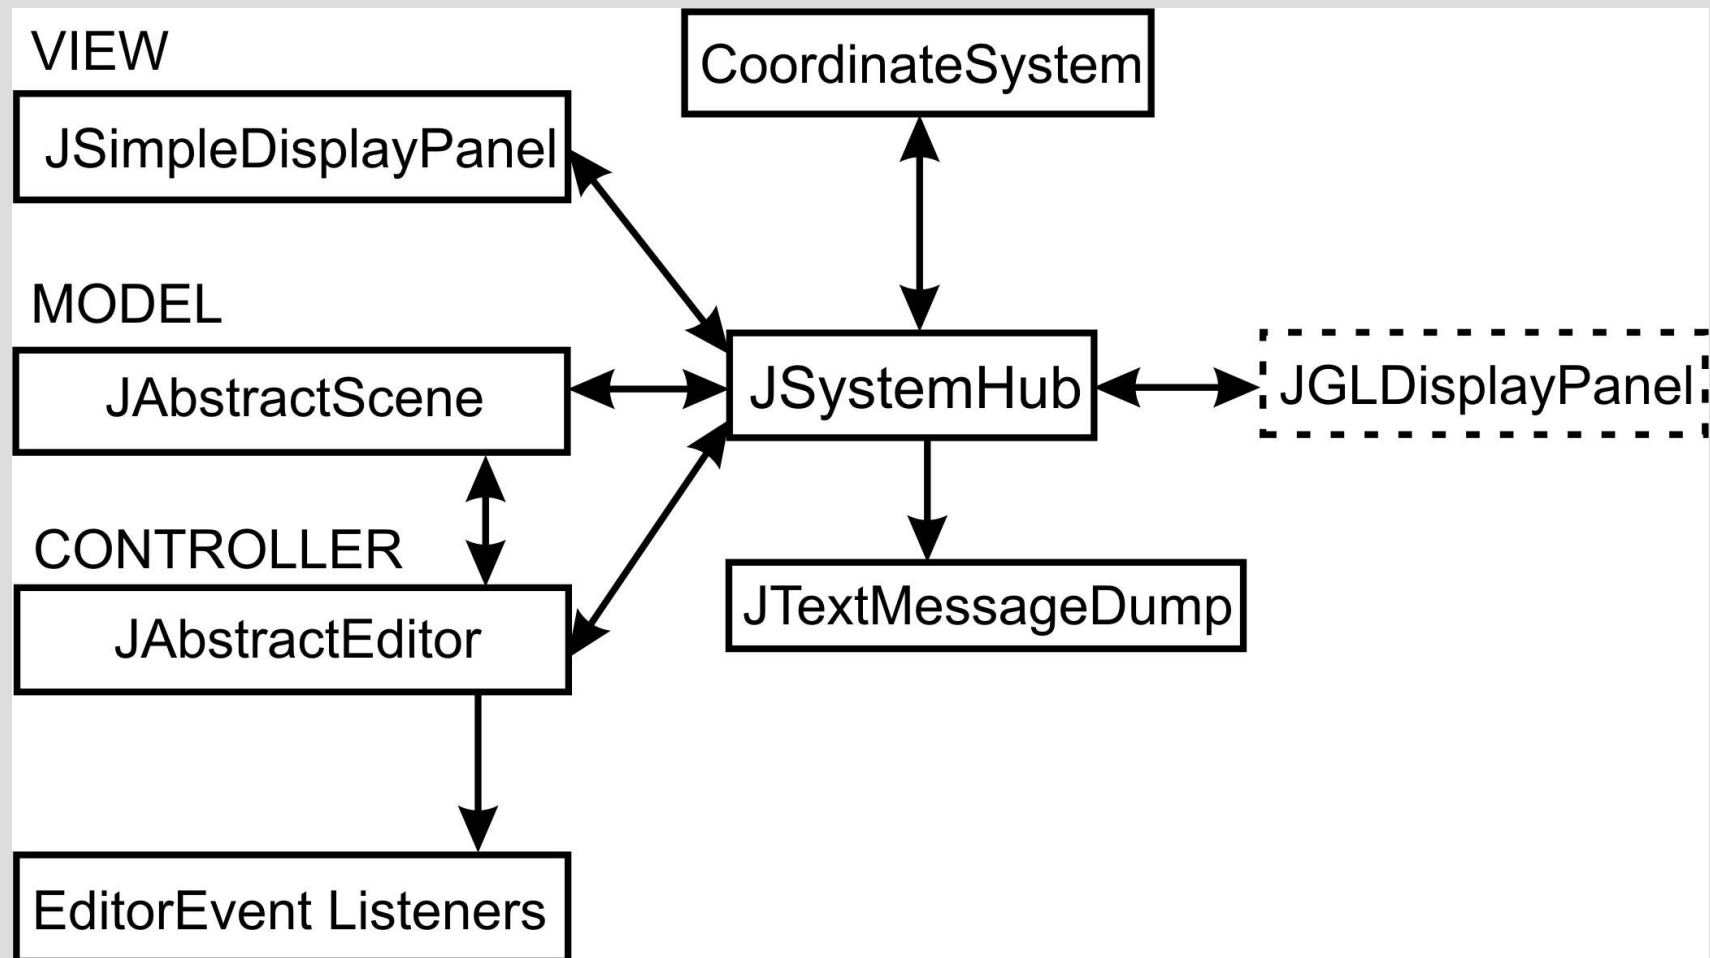 VIEW
CoordinateSystem
JSimpleDisplayPanel
MODEL
JAbstractScene
JSystemHub
JGLDisplayPanel
CONTROLLER
JAbstractEditor
JTextMessageDump
EditorEvent Listeners